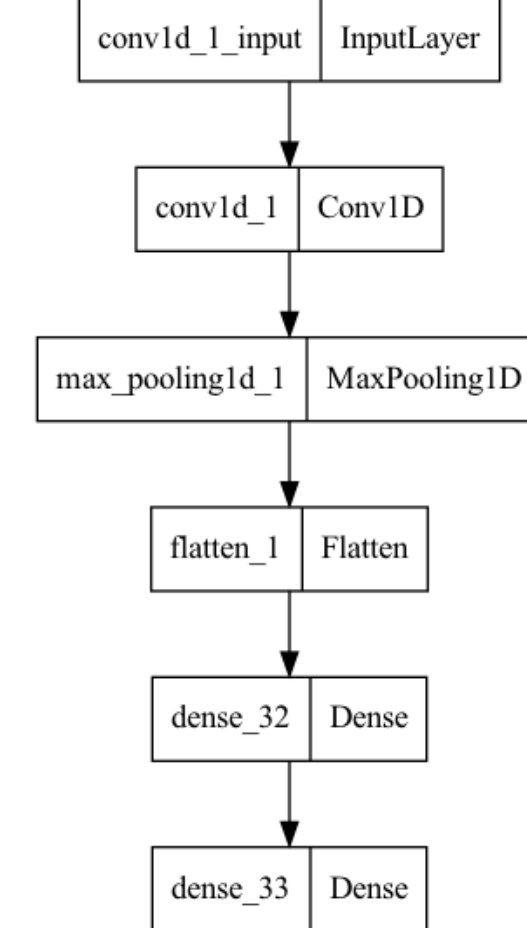 conv1d_1_input InputLayer
conv1d_1 Conv1D
max_pooling1d_1 MaxPooling1D
flatten_1 Flatten
dense_32 Dense
dense_33 Dense